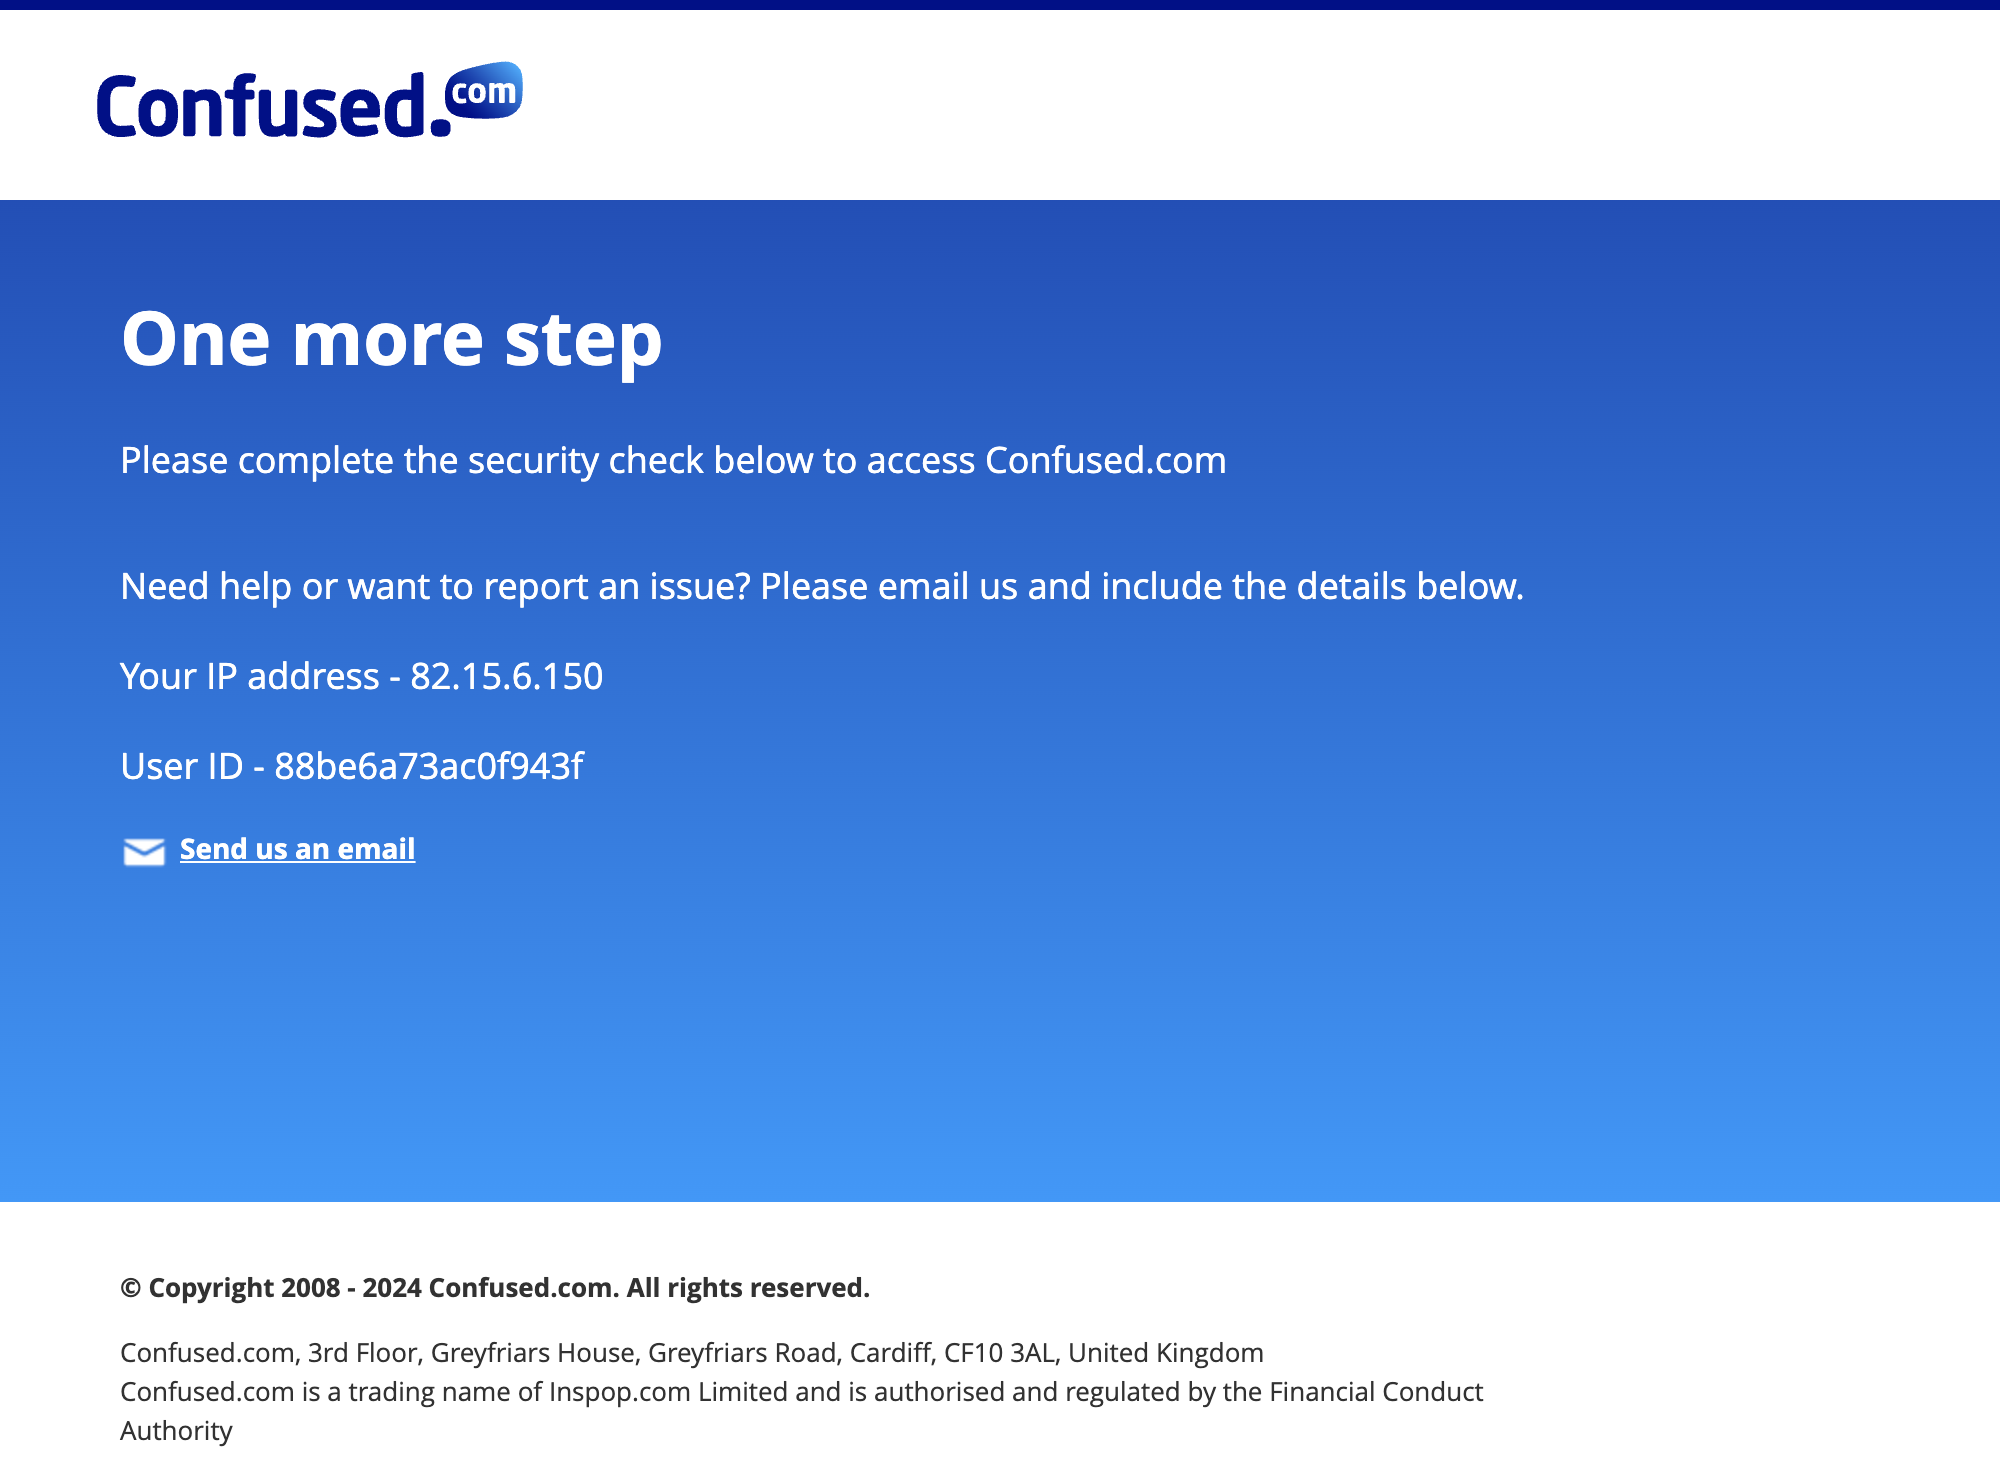 Confused.com
One more step
Please complete the security check below to access Confused.com
Need help or want to report an issue? Please email us and include the details below.
Your IP address - 82.15.6.150
User ID - 88be6a73ac0f943f
Send us an email
© Copyright 2008 - 2024 Confused.com. All rights reserved.
Confused.com, 3rd Floor, Greyfriars House, Greyfriars Road, Cardiff, CF10 3AL, United Kingdom
Confused.com is a trading name of Inspop.com Limited and is authorised and regulated by the Financial Conduct
Authority